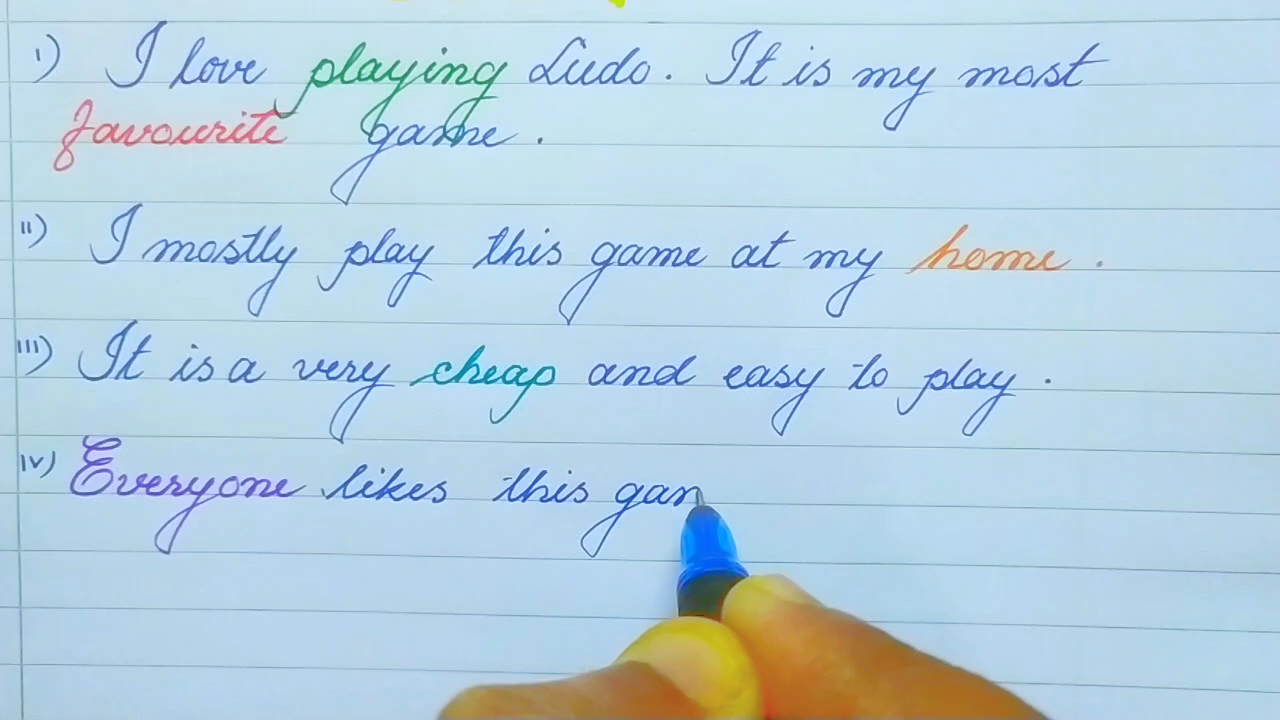 i) I love playing Ludo. It is my most
favourite game.
ii) I mostly play this game at my home.
iii) It is a very cheap and easy to play.
iv) Everyone likes this gam